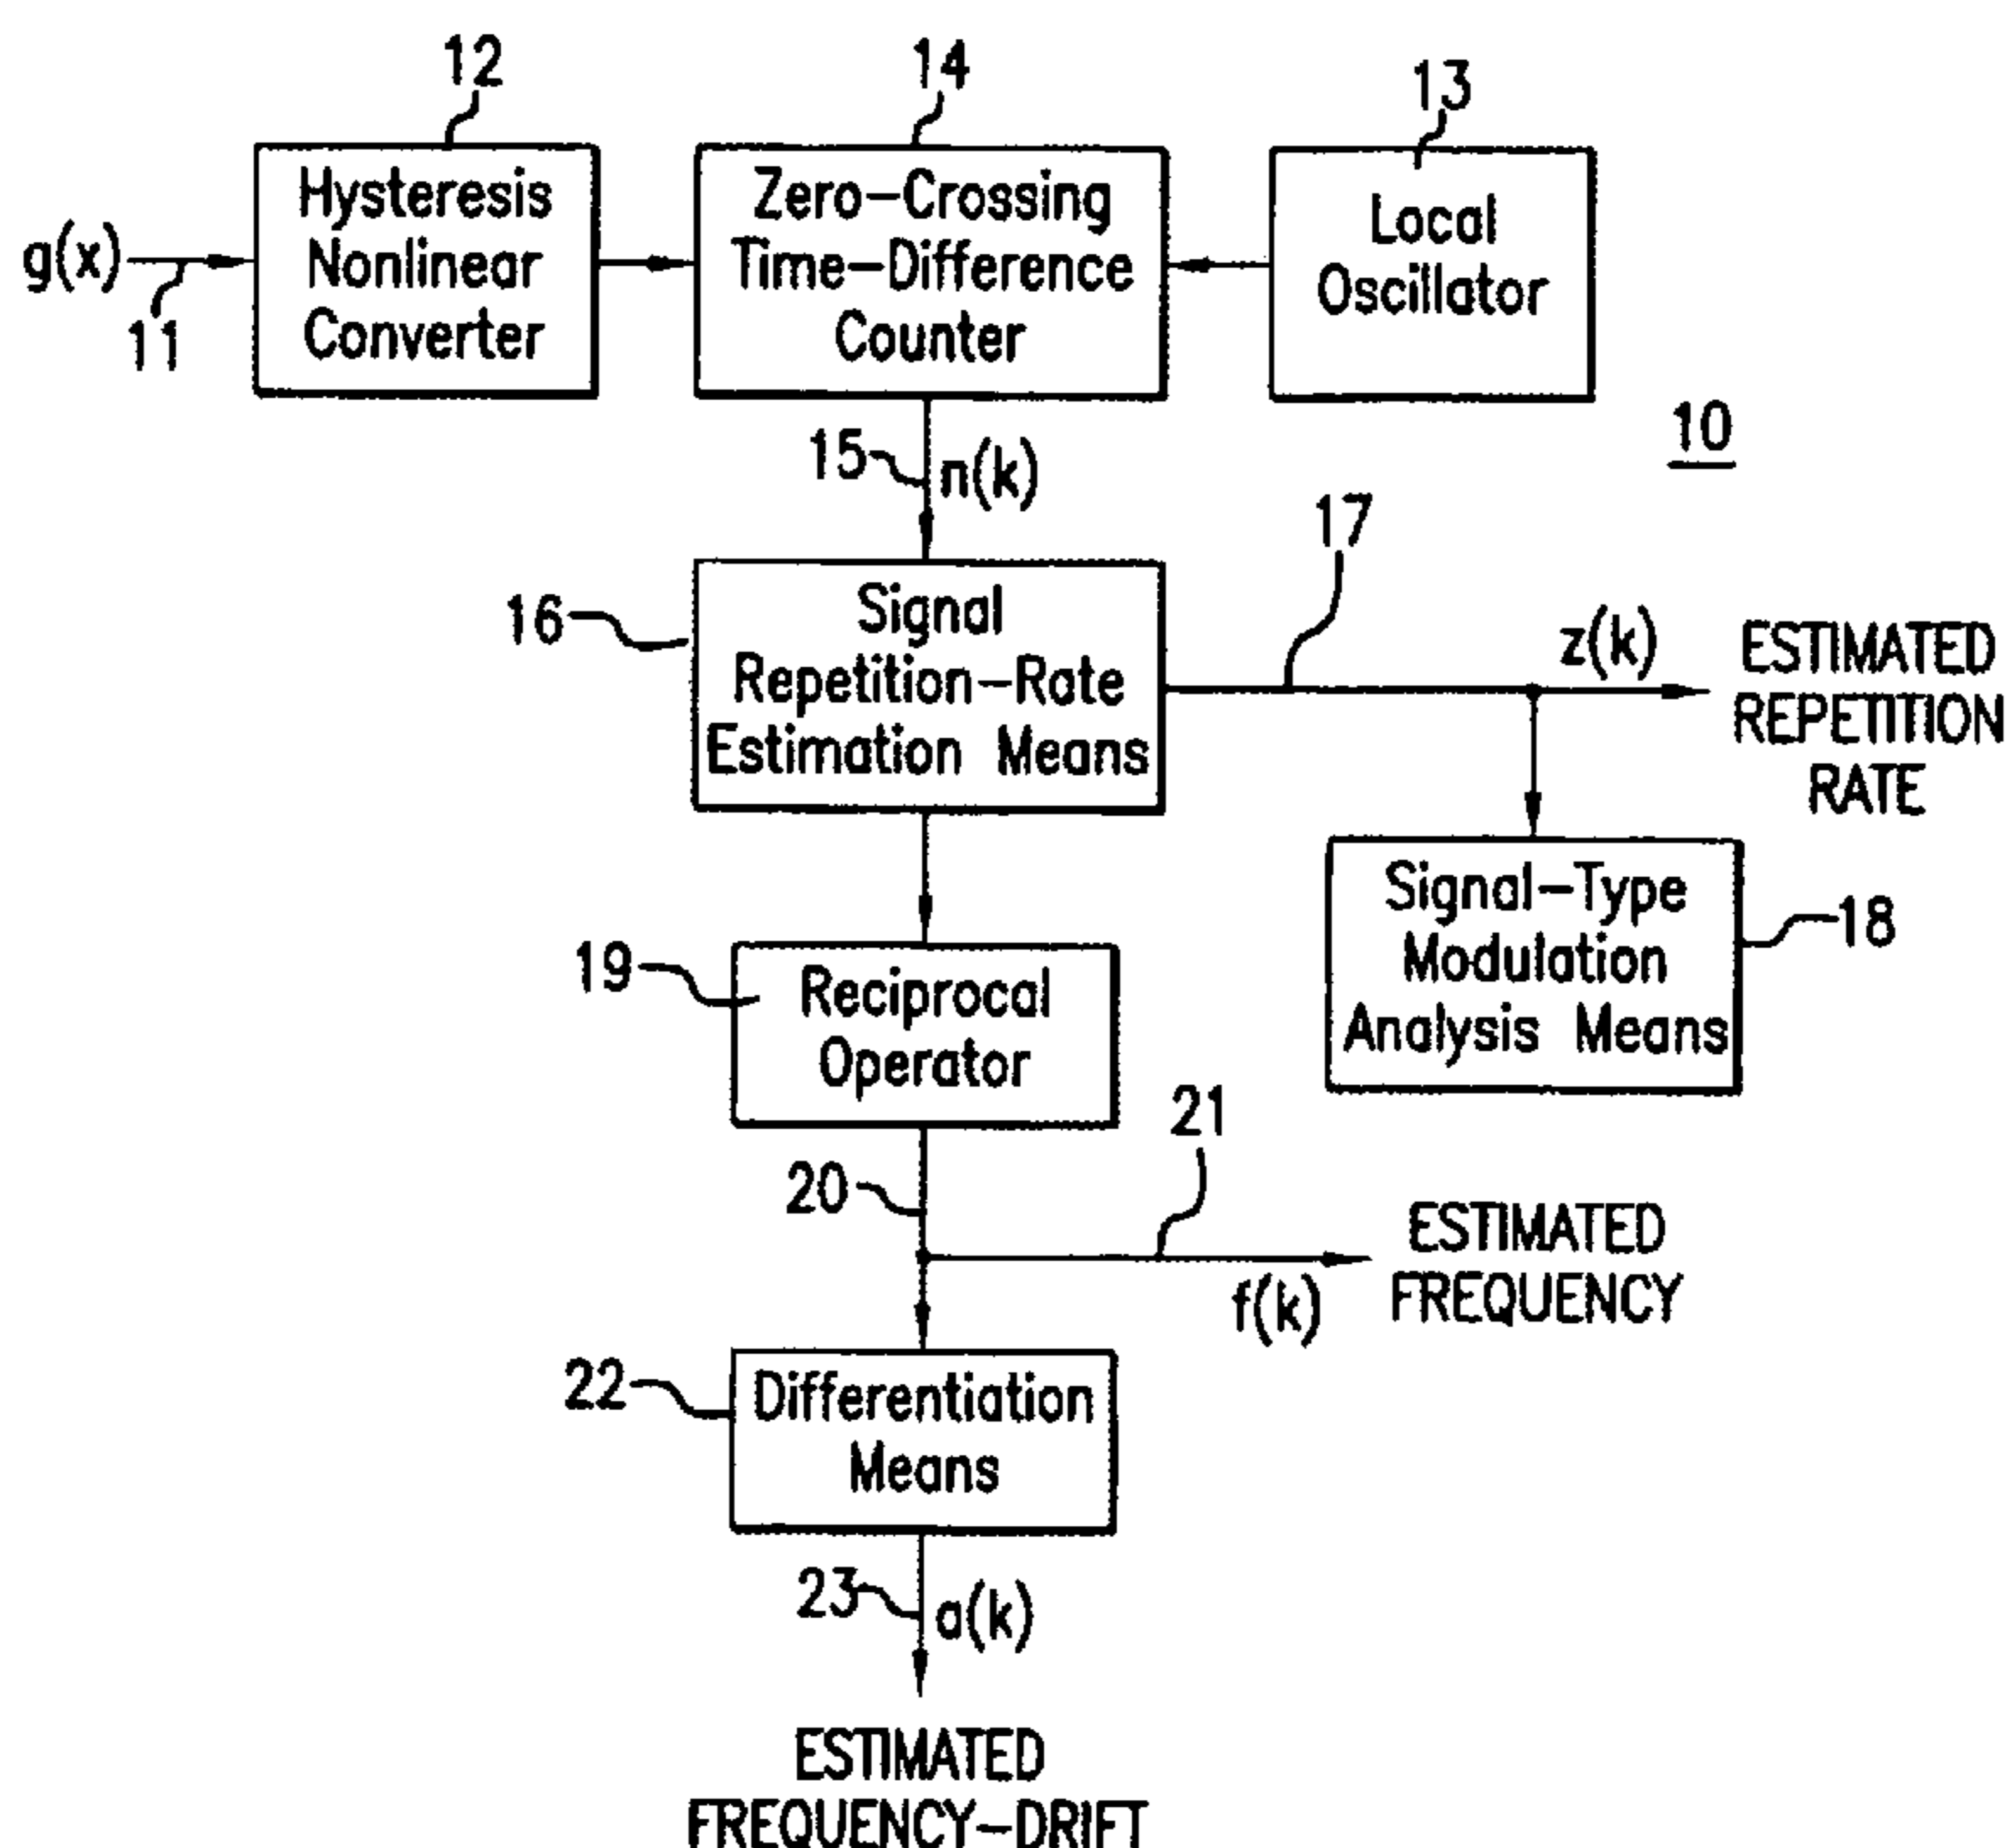 12
14
13
g(x)
11
Hysteresis
Nonlinear
Converter
Zero-Crossing
Time-Difference
Counter
Local
Oscillator
10
15
n(k)
17
16
Signal
Repetition-Rate
Estimation Means
z(k)
ESTIMATED
REPETITION
RATE
Signal-Type
Modulation
Analysis Means
18
19
Reciprocal
Operator
20
21
f(k)
ESTIMATED
FREQUENCY
22
Differentiation
Means
23
a(k)
ESTIMATED
FREQUENCY-DRIFT